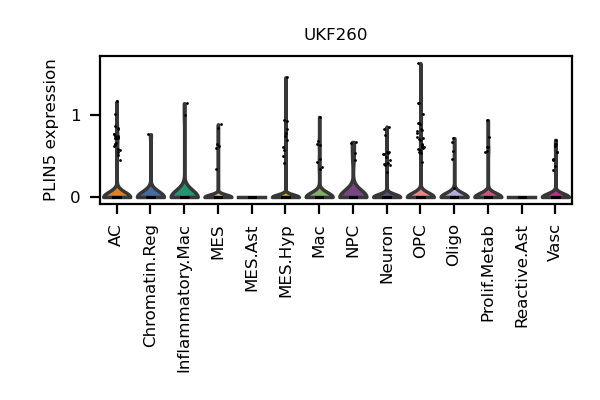 UKF260
PLIN5 expression
1
0
AC
Chromatin.Reg
Inflammatory.Mac
MES
MES.Ast
MES.Hyp
Mac
NPC
Neuron
OPC
Oligo
Prolif.Metab
Reactive.Ast
Vasc